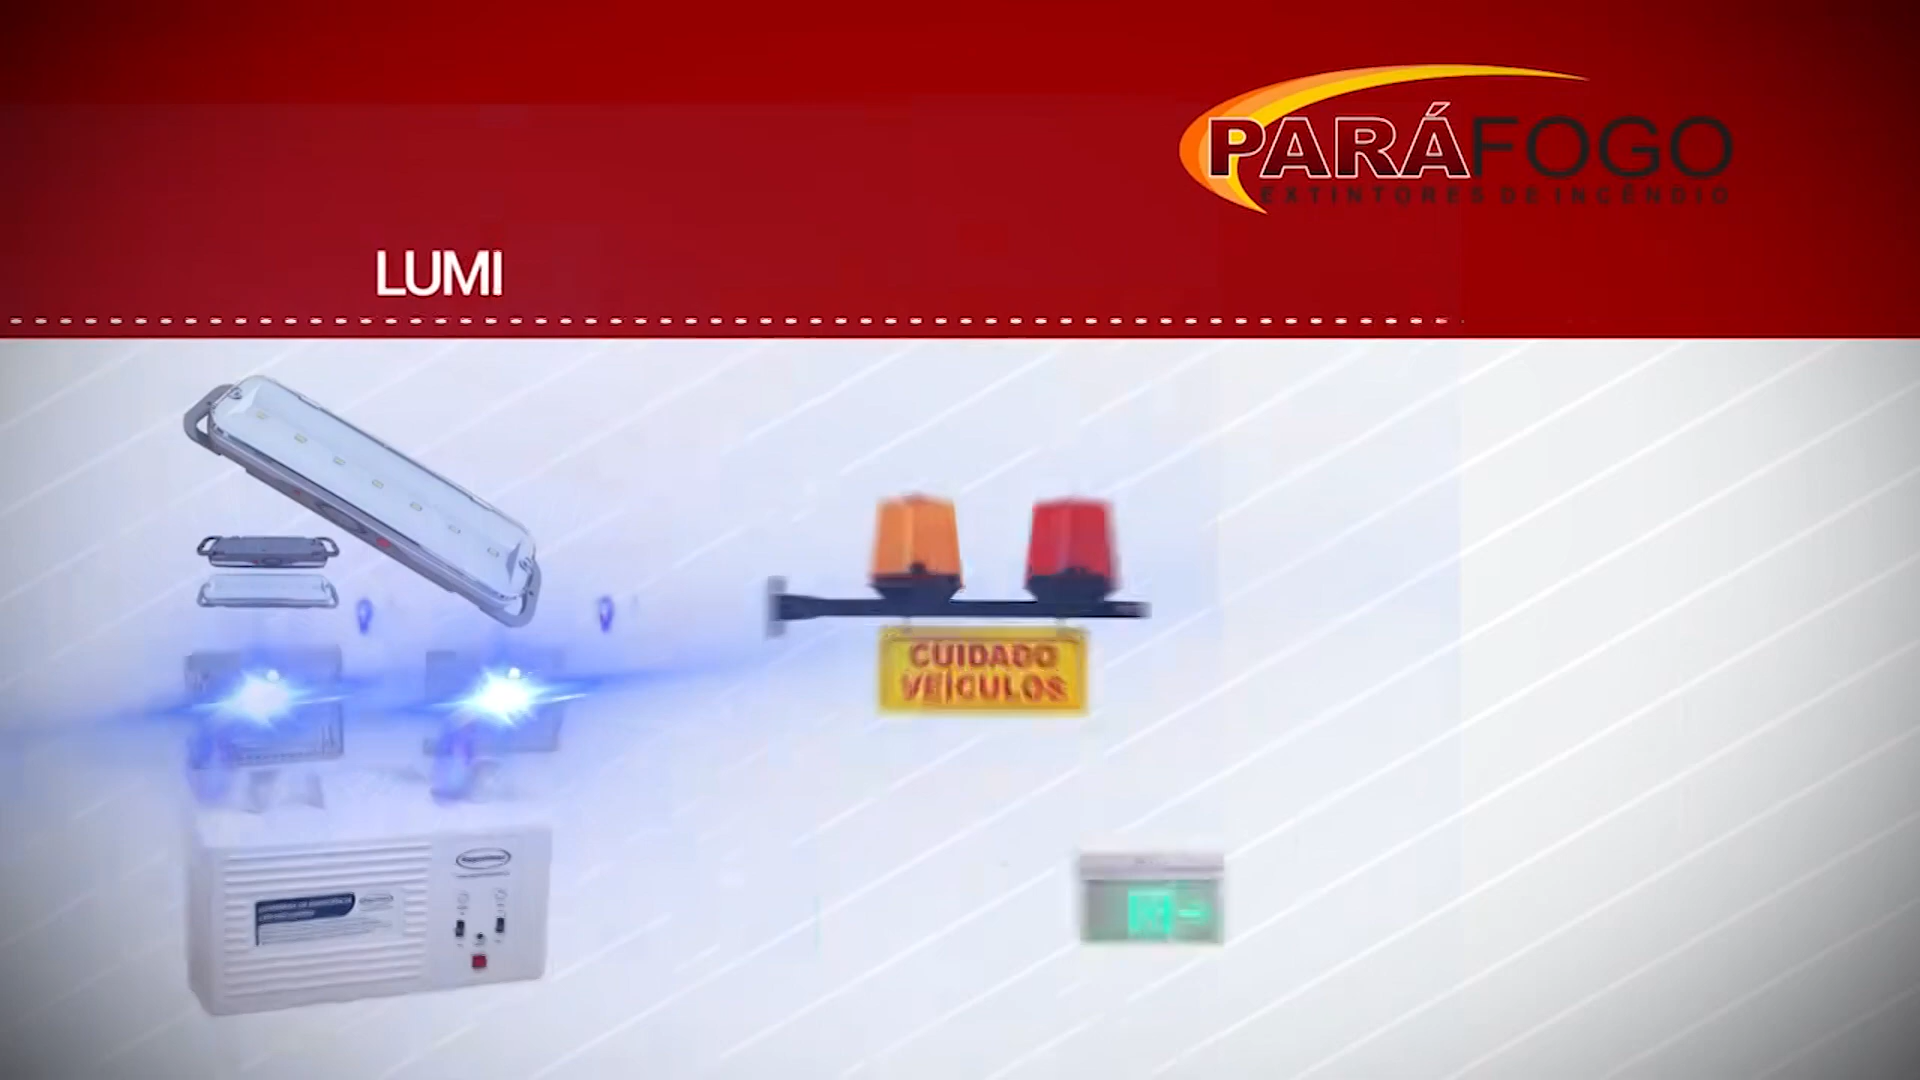 PARÁFOGO
EXTINTORES DE INCÊNDIO
LUMI
CUIDADO
VEÍCULOS